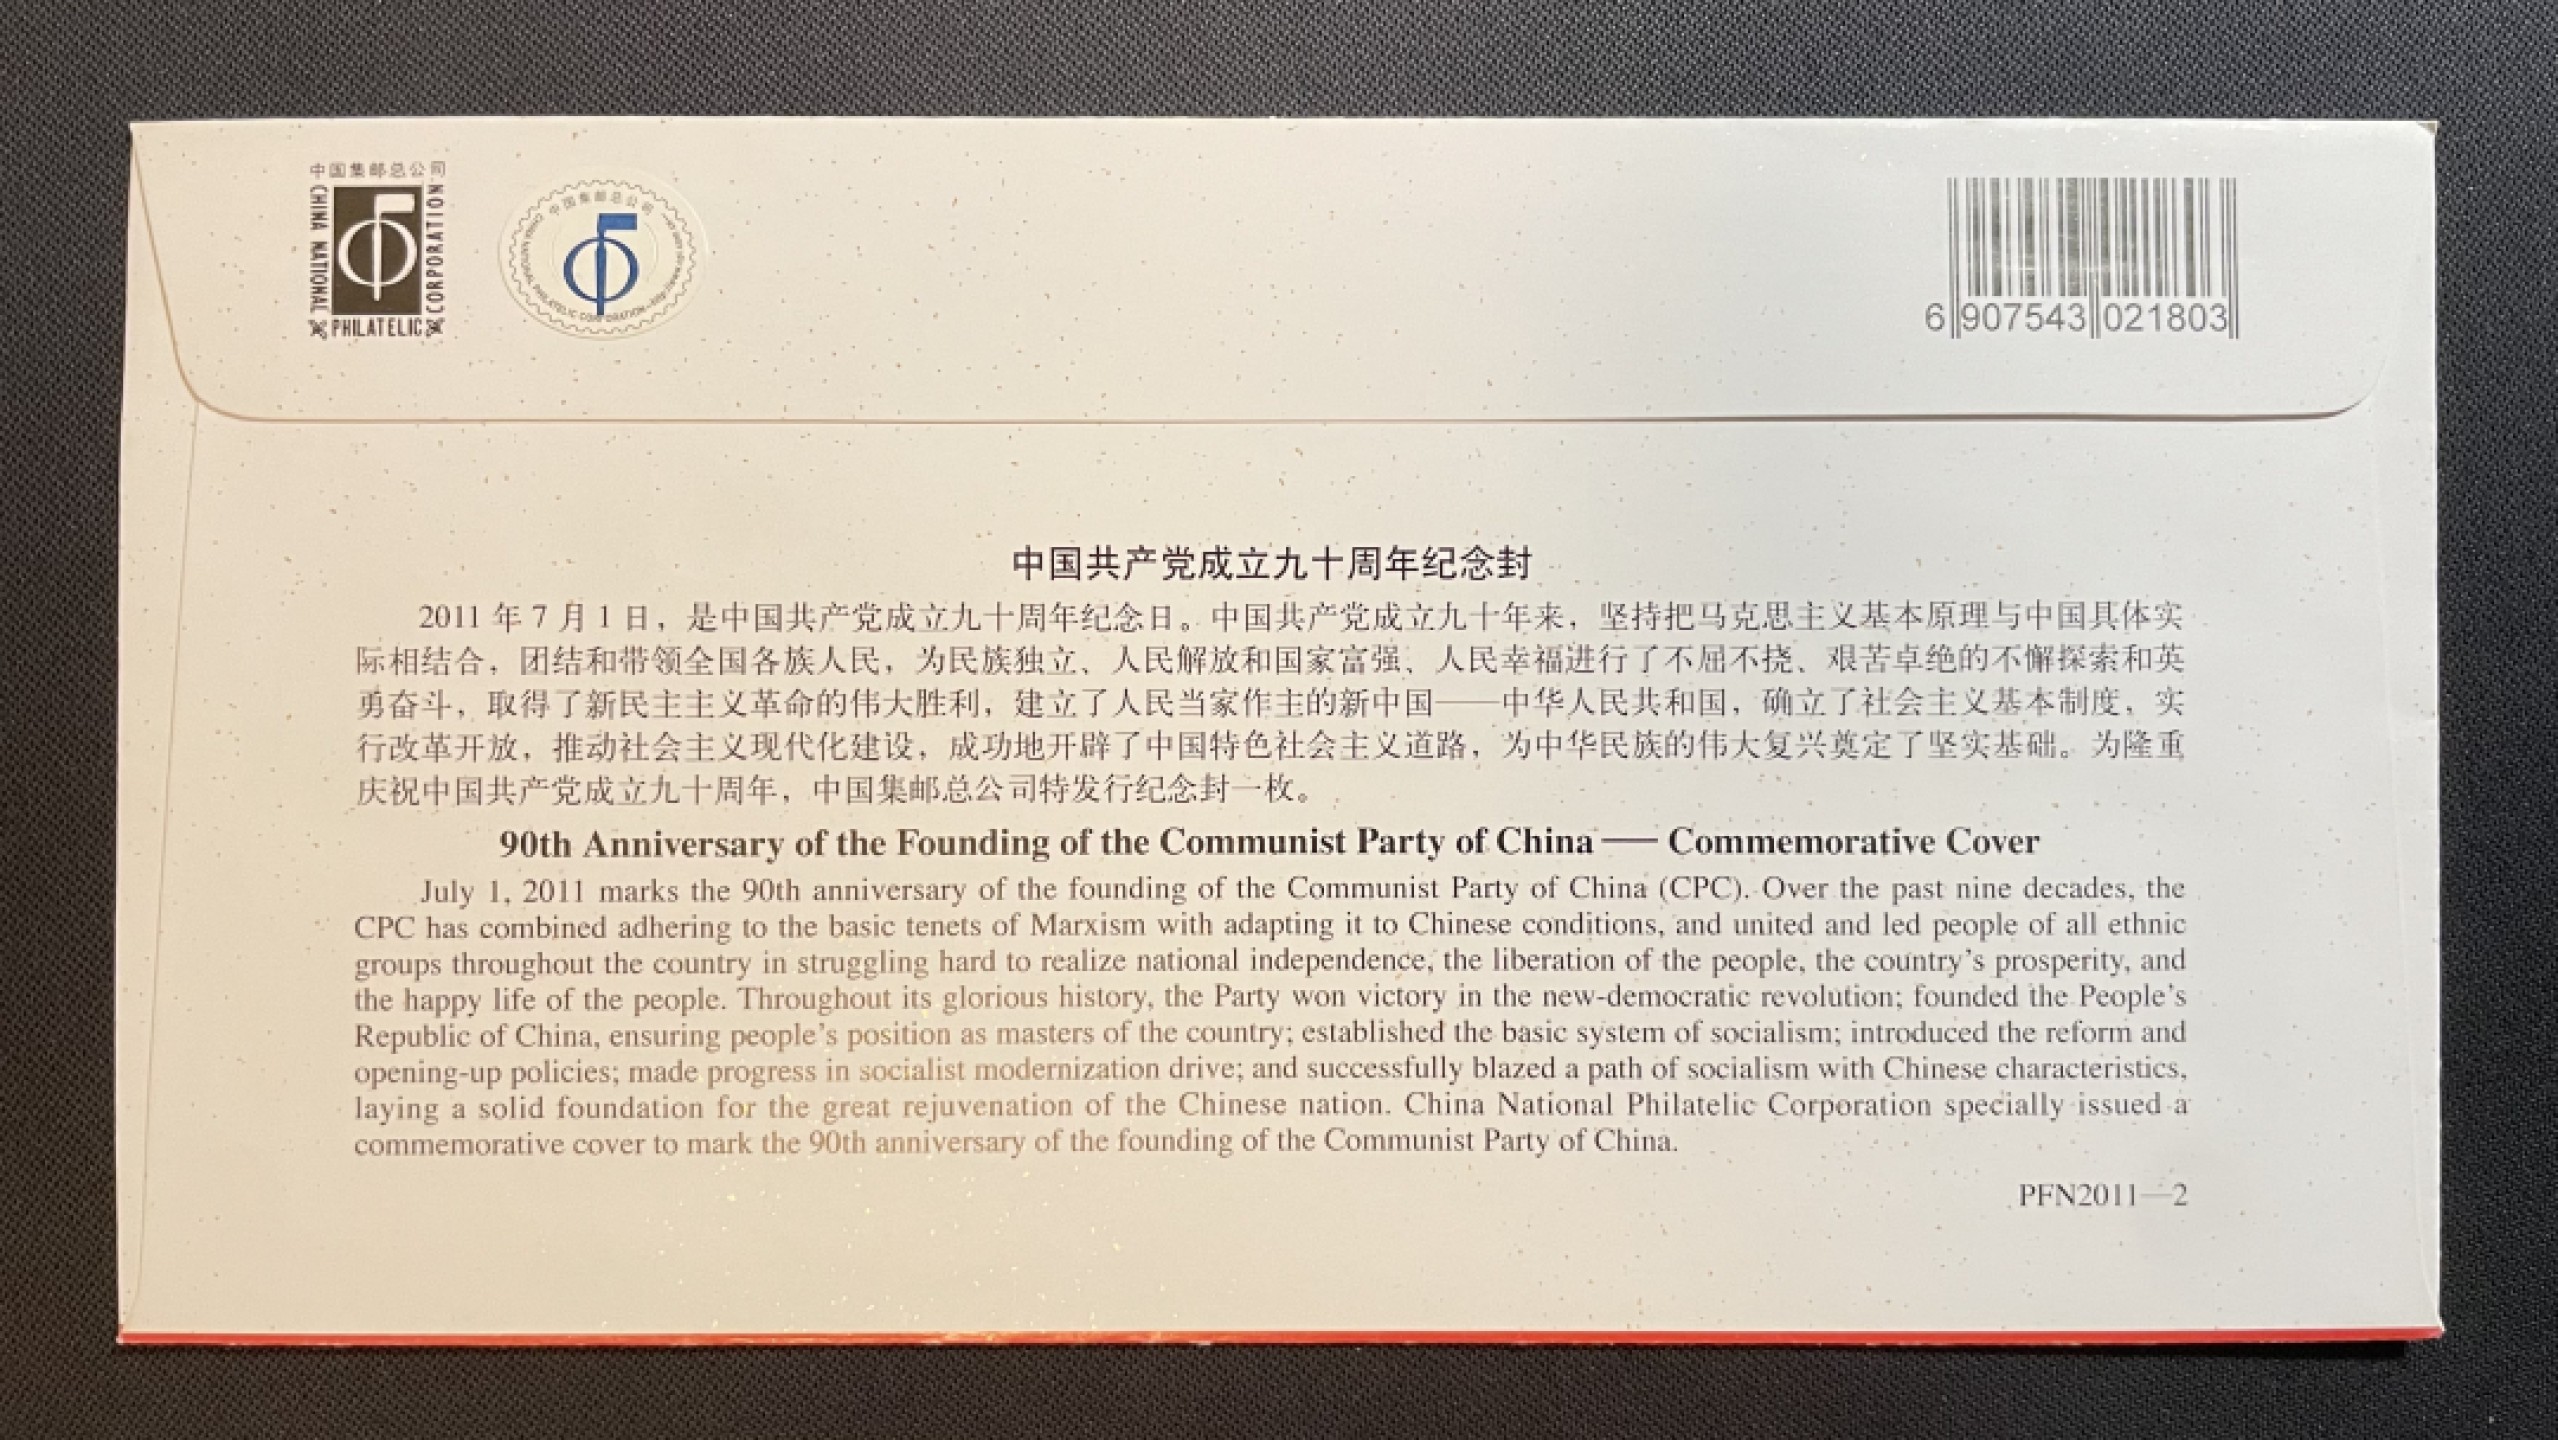 中国集邮总公司
CHINA NATIONAL
PHILATELIC
CORPORATION
中国集邮总公司
CHINA NATIONAL PHILATELIC CORPORATION
6 907543 021803
中国共产党成立九十周年纪念封
2011 年 7 月 1 日，是中国共产党成立九十周年纪念日。中国共产党成立九十年来，坚持把马克思主义基本原理与中国具体实
际相结合，团结和带领全国各族人民，为民族独立、人民解放和国家富强、人民幸福进行了不屈不挠、艰苦卓绝的不懈探索和英
勇奋斗，取得了新民主主义革命的伟大胜利，建立了人民当家作主的新中国——中华人民共和国，确立了社会主义基本制度，实
行改革开放，推动社会主义现代化建设，成功地开辟了中国特色社会主义道路，为中华民族的伟大复兴奠定了坚实基础。为隆重
庆祝中国共产党成立九十周年，中国集邮总公司特发行纪念封一枚。
90th Anniversary of the Founding of the Communist Party of China —— Commemorative Cover
July 1, 2011 marks the 90th anniversary of the founding of the Communist Party of China (CPC). Over the past nine decades, the
CPC has combined adhering to the basic tenets of Marxism with adapting it to Chinese conditions, and united and led people of all ethnic
groups throughout the country in struggling hard to realize national independence, the liberation of the people, the country's prosperity, and
the happy life of the people. Throughout its glorious history, the Party won victory in the new-democratic revolution; founded the People's
Republic of China, ensuring people's position as masters of the country; established the basic system of socialism; introduced the reform and
opening-up policies; made progress in socialist modernization drive; and successfully blazed a path of socialism with Chinese characteristics,
laying a solid foundation for the great rejuvenation of the Chinese nation. China National Philatelic Corporation specially issued a
commemorative cover to mark the 90th anniversary of the founding of the Communist Party of China.
PFN2011—2